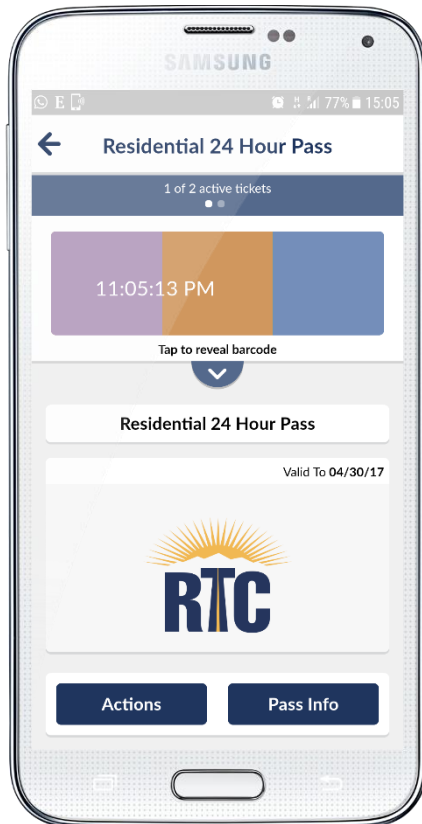 SAMSUNG
E 77% 15:05
Residential 24 Hour Pass
1 of 2 active tickets
11:05:13 PM
Tap to reveal barcode
Residential 24 Hour Pass
Valid To 04/30/17
RTC
Actions
Pass Info